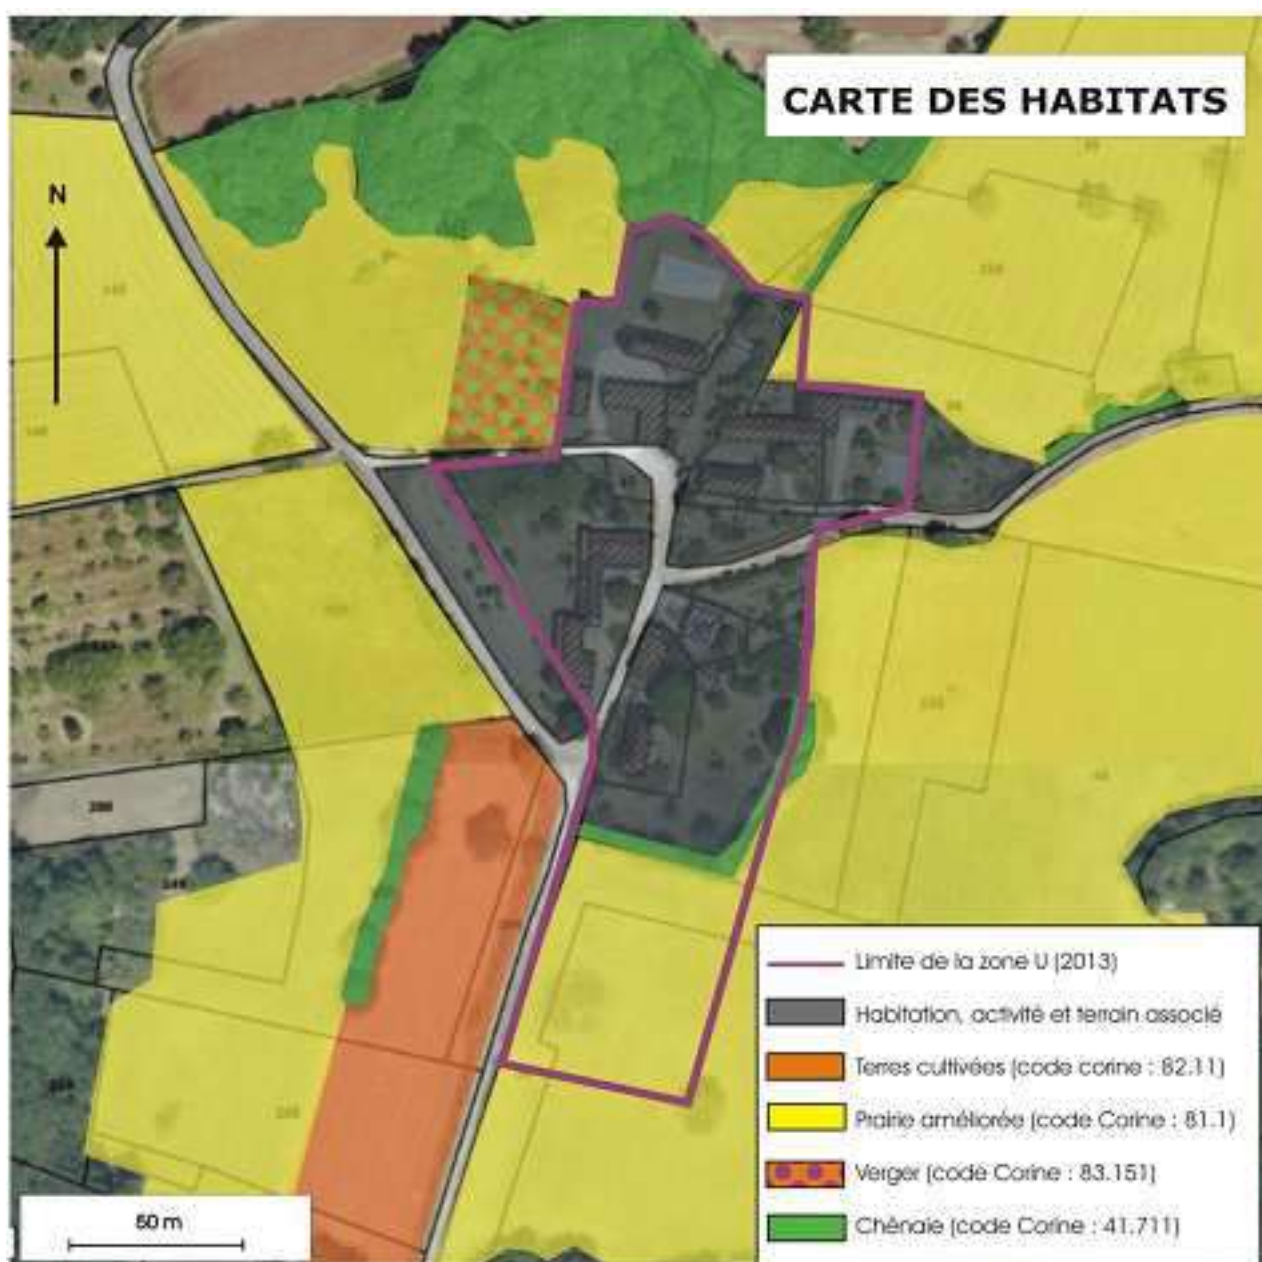 CARTE DES HABITATS
N
Limite de la zone U (2013)
Habitation, activité et terrain associé
Terres cultivées (code corine : 82.11)
Prairie améliorée (code Corine : 81.1)
Verger (code Corine : 83.151)
Chênaie (code Corine : 41.711)
50 m